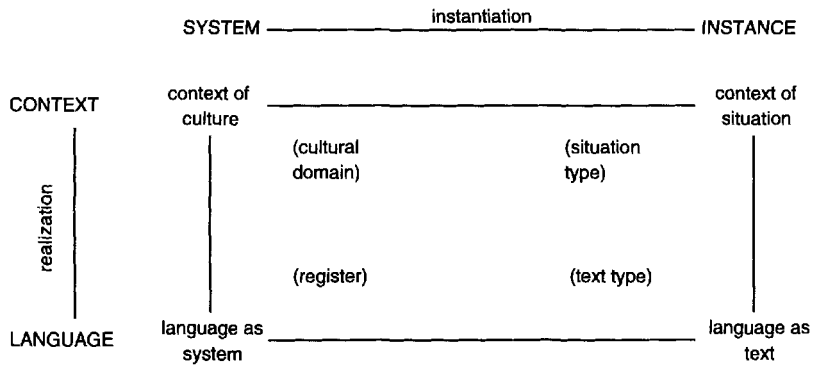 instantiation
SYSTEM INSTANCE
CONTEXT context of culture context of situation
(cultural domain) (situation type)
realization
(register) (text type)
LANGUAGE language as system language as text